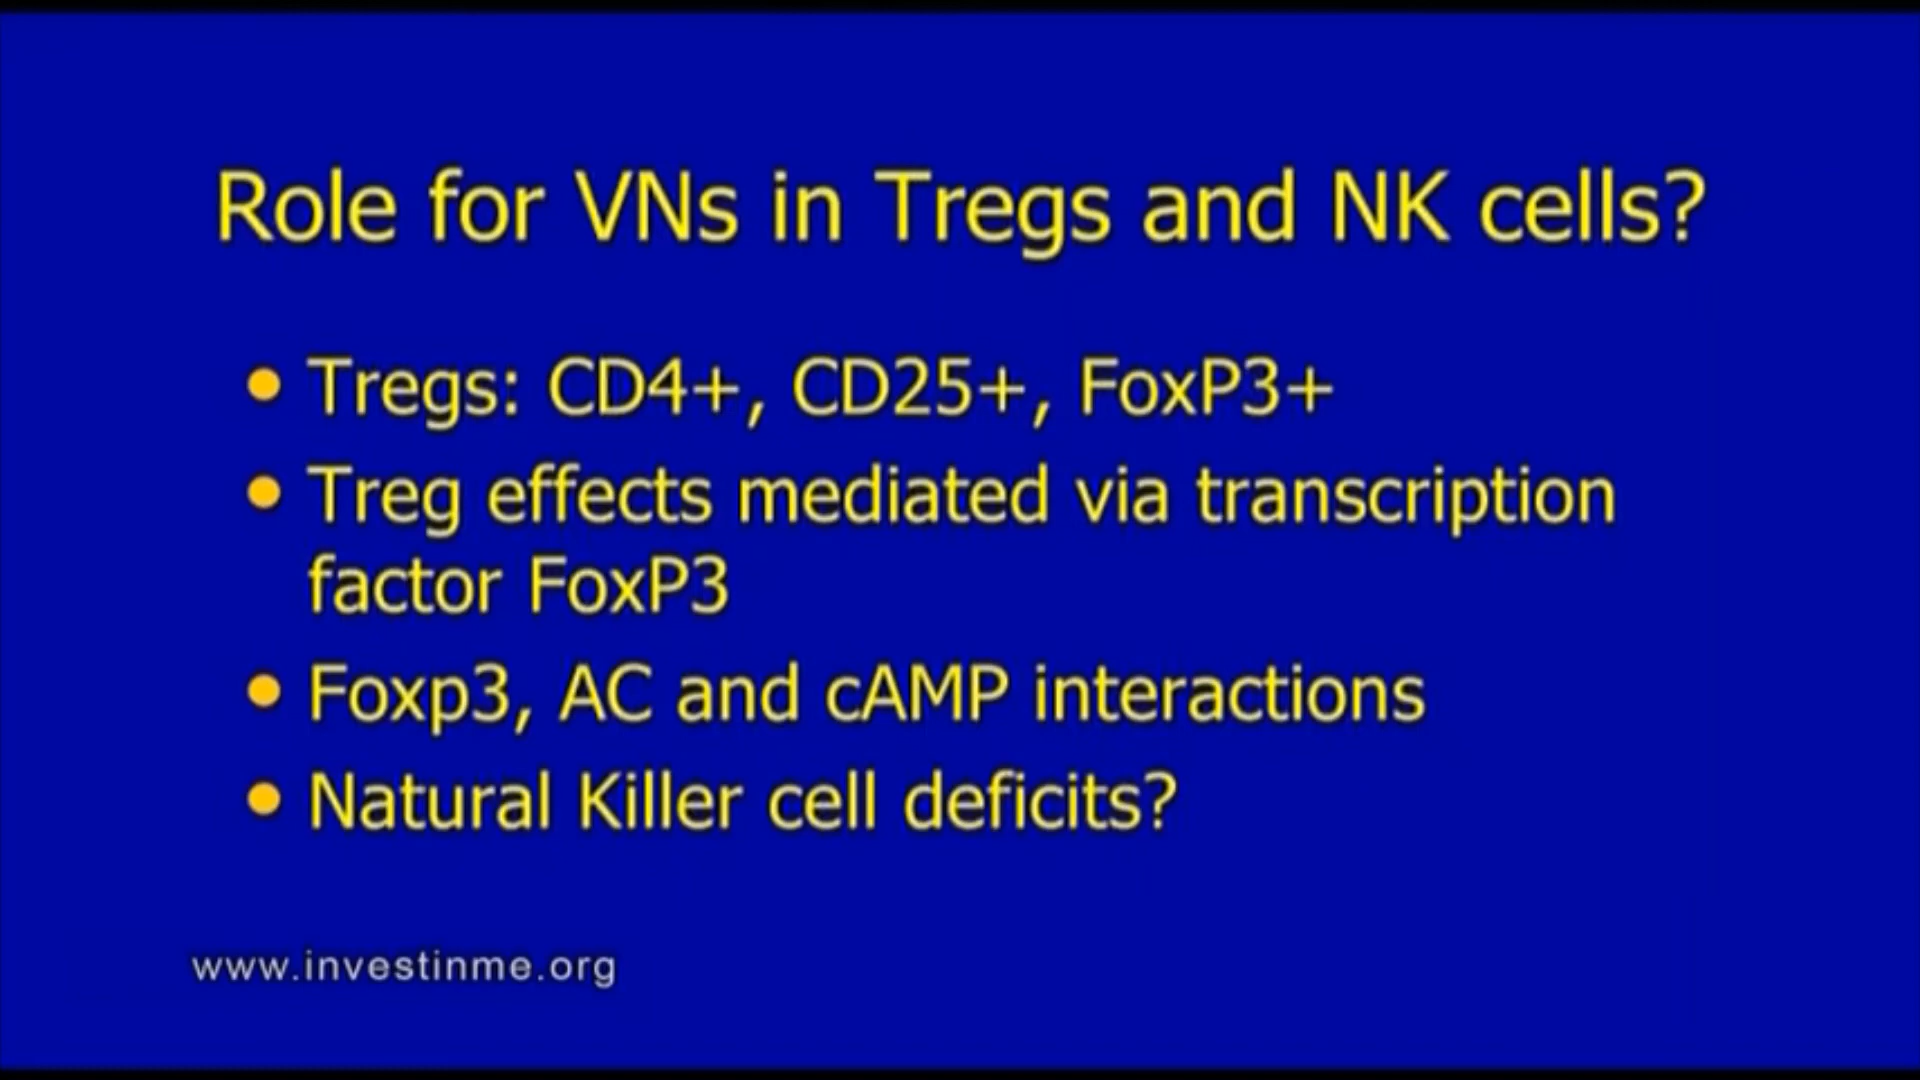 Role for VNs in Tregs and NK cells?
• Tregs: CD4+, CD25+, FoxP3+
• Treg effects mediated via transcription
factor FoxP3
• Foxp3, AC and cAMP interactions
• Natural Killer cell deficits?
www.investinme.org